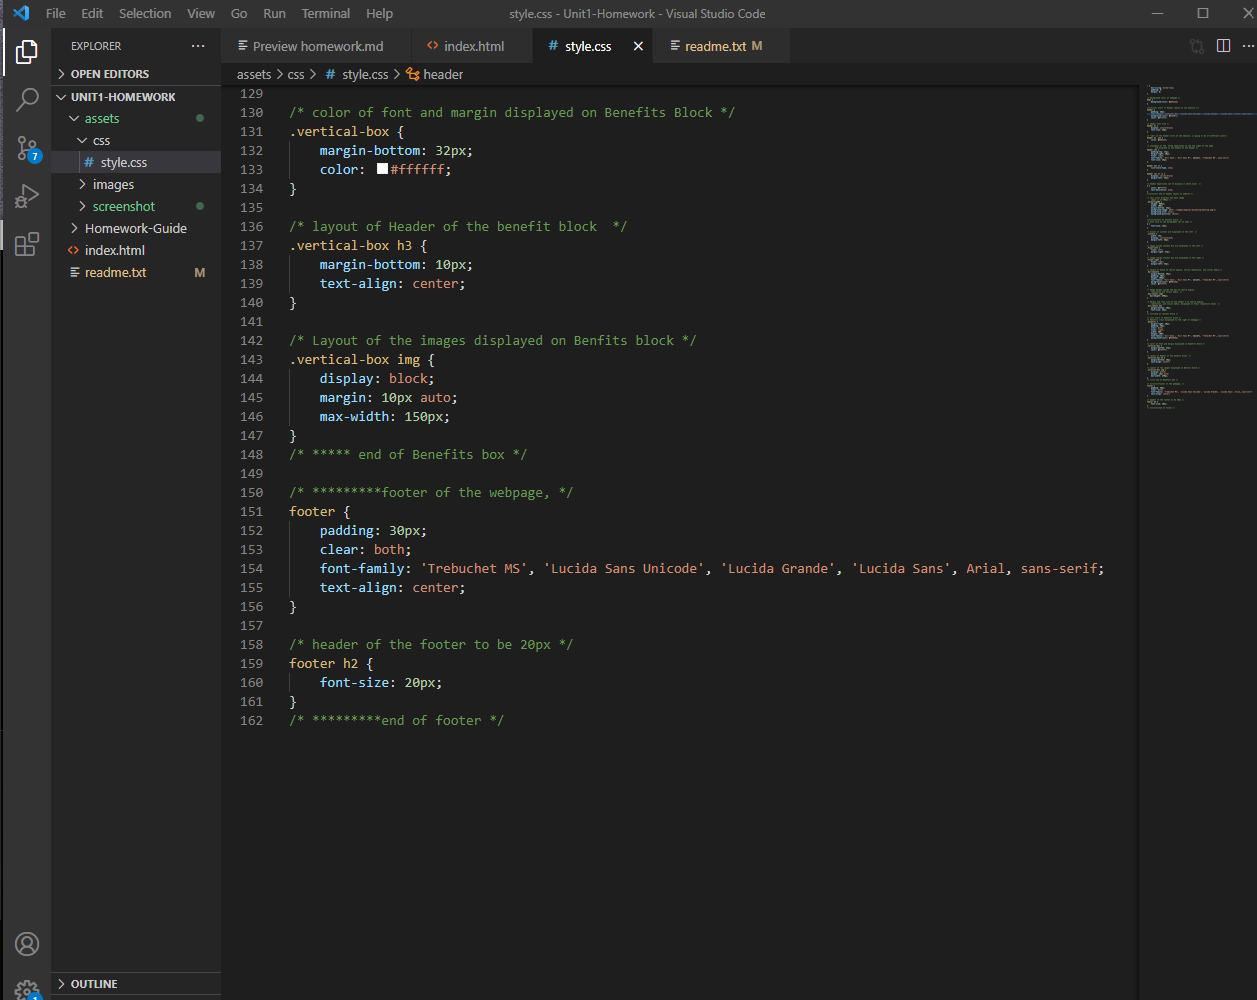 File Edit Selection View Go Run Terminal Help style.css - Unit1-Homework - Visual Studio Code
EXPLORER
Preview homework.md index.html style.css readme.txt M
OPEN EDITORS
assets > css > # style.css > header
UNIT1-HOMEWORK
assets
css
# style.css
images
screenshot
Homework-Guide
index.html
readme.txt M
7
129
130 /* color of font and margin displayed on Benefits Block */
131 .vertical-box {
132 margin-bottom: 32px;
133 color: #ffffff;
134 }
135
136 /* layout of Header of the benefit block  */
137 .vertical-box h3 {
138 margin-bottom: 10px;
139 text-align: center;
140 }
141
142 /* Layout of the images displayed on Benfits block */
143 .vertical-box img {
144 display: block;
145 margin: 10px auto;
146 max-width: 150px;
147 }
148 /* ***** end of Benefits box */
149
150 /* *********footer of the webpage, */
151 footer {
152 padding: 30px;
153 clear: both;
154 font-family: 'Trebuchet MS', 'Lucida Sans Unicode', 'Lucida Grande', 'Lucida Sans', Arial, sans-serif;
155 text-align: center;
156 }
157
158 /* header of the footer to be 20px */
159 footer h2 {
160 font-size: 20px;
161 }
162 /* *********end of footer */
OUTLINE
1